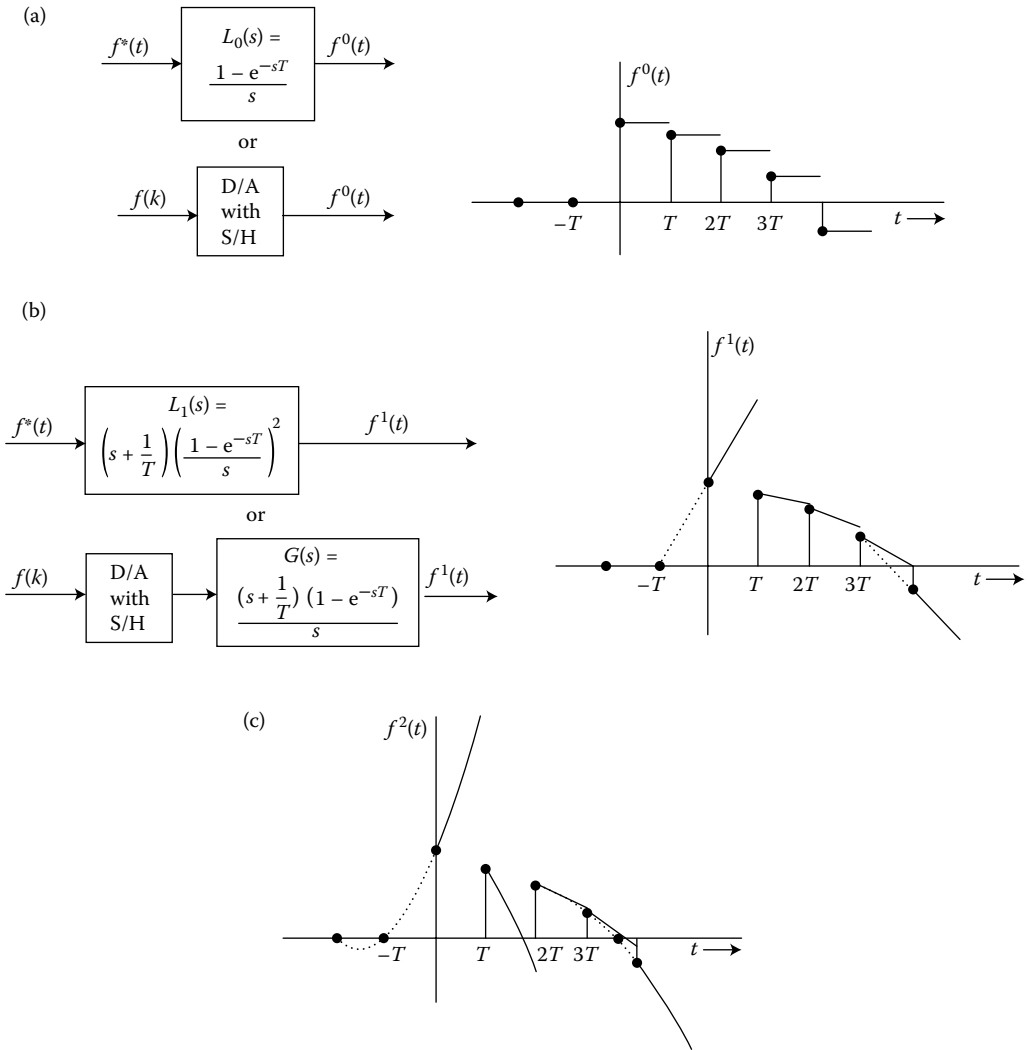 (a)
f*(t)
L₀(s) =
1 − e⁻ˢᵀ
s
f⁰(t)
or
f(k)
D/A
with
S/H
f⁰(t)
f⁰(t)
−T
T
2T
3T
t
(b)
f*(t)
L₁(s) =
(s + 1/T) ((1 − e⁻ˢᵀ)/s)²
f¹(t)
or
f(k)
D/A
with
S/H
G(s) =
(s + 1/T) (1 − e⁻ˢᵀ)
s
f¹(t)
f¹(t)
−T
T
2T
3T
t
(c)
f²(t)
−T
T
2T
3T
t